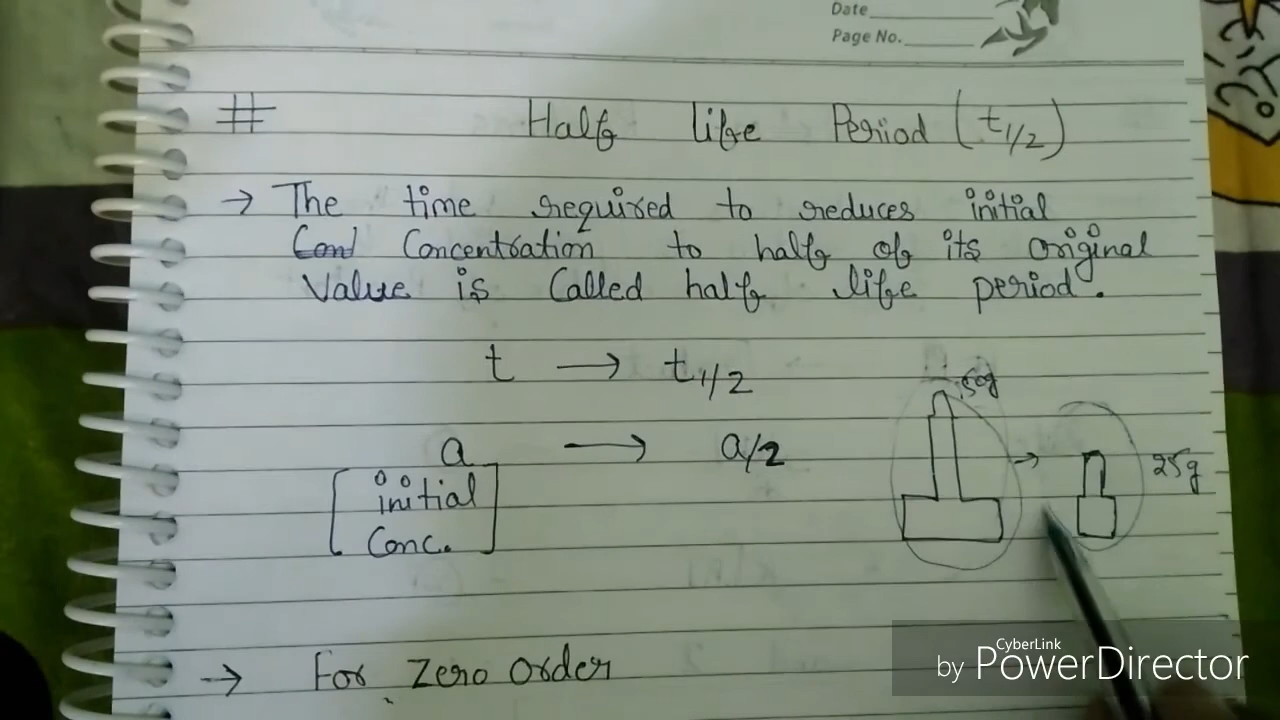 Date
Page No.
# Half life Period (t1/2)
→ The time required to reduces initial
Con Concentration to half of its original
Value is Called half life period.
t → t1/2
50g
a → a/2
25g
[initial
Conc.]
→ For Zero Order
CyberLink
by PowerDirector